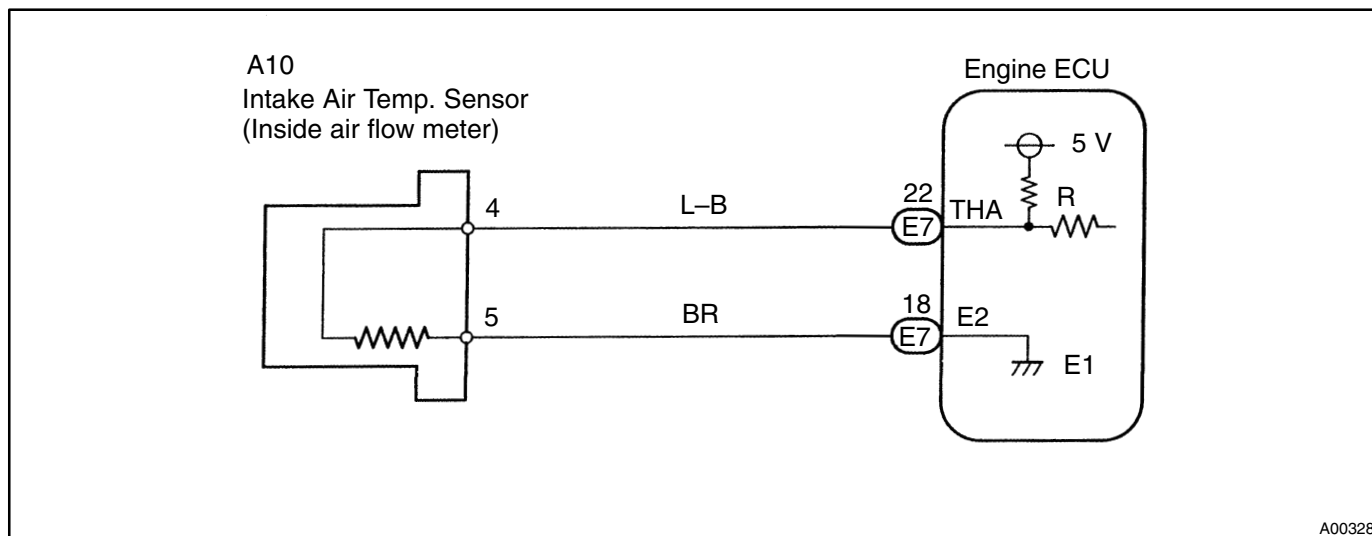 A10
Intake Air Temp. Sensor
(Inside air flow meter)
Engine ECU
5 V
4
L–B
22
E7
THA
R
5
BR
18
E7
E2
E1
A00328